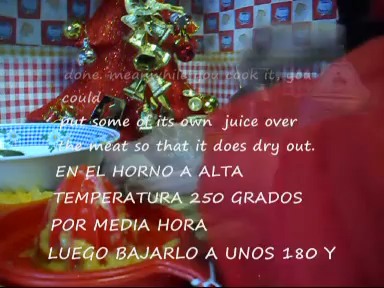 done. meanwhile you cook it, you
could
put some of its own juice over
the meat so that it does dry out.
EN EL HORNO A ALTA
TEMPERATURA 250 GRADOS
POR MEDIA HORA
LUEGO BAJARLO A UNOS 180 Y